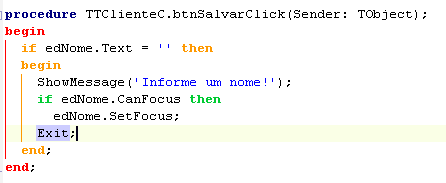 procedure TTClienteC.btnSalvarClick(Sender: TObject);
begin
if edNome.Text = '' then
begin
ShowMessage('Informe um nome!');
if edNome.CanFocus then
edNome.SetFocus;
Exit;
end;
end;